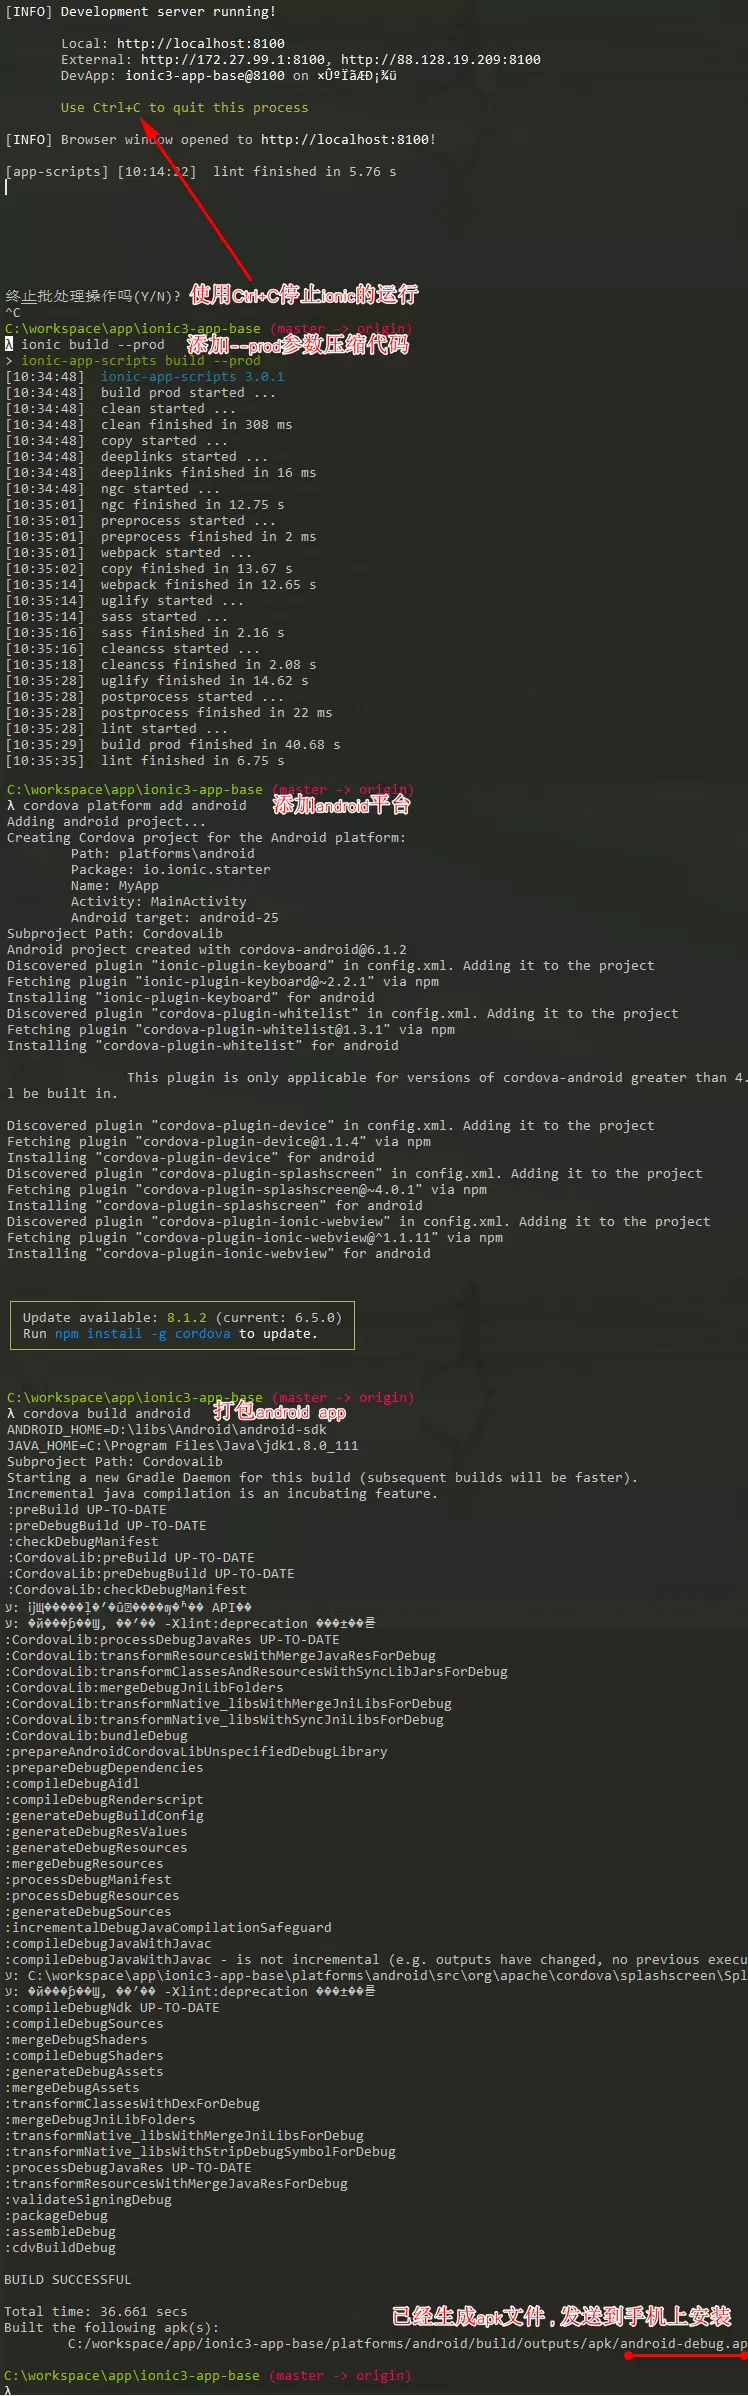 [INFO] Development server running!
Local: http://localhost:8100
External: http://172.27.99.1:8100, http://88.128.19.209:8100
DevApp: ionic3-app-base@8100 on ×ÛºÏÏãÆÐ¡¾ü
Use Ctrl+C to quit this process
[INFO] Browser window opened to http://localhost:8100!
[app-scripts] [10:14:22]  lint finished in 5.76 s
终止批处理操作吗(Y/N)? 使用Ctrl+C停止ionic的运行
^C
C:\workspace\app\ionic3-app-base (master -> origin)
λ ionic build --prod 添加--prod参数压缩代码
> ionic-app-scripts build --prod
[10:34:48]  ionic-app-scripts 3.0.1
[10:34:48]  build prod started ...
[10:34:48]  clean started ...
[10:34:48]  clean finished in 308 ms
[10:34:48]  copy started ...
[10:34:48]  deeplinks started ...
[10:34:48]  deeplinks finished in 16 ms
[10:34:48]  ngc started ...
[10:35:01]  ngc finished in 12.75 s
[10:35:01]  preprocess started ...
[10:35:01]  preprocess finished in 2 ms
[10:35:01]  webpack started ...
[10:35:02]  copy finished in 13.67 s
[10:35:14]  webpack finished in 12.65 s
[10:35:14]  uglify started ...
[10:35:14]  sass started ...
[10:35:16]  sass finished in 2.16 s
[10:35:16]  cleancss started ...
[10:35:18]  cleancss finished in 2.08 s
[10:35:28]  uglify finished in 14.62 s
[10:35:28]  postprocess started ...
[10:35:28]  postprocess finished in 22 ms
[10:35:28]  lint started ...
[10:35:29]  build prod finished in 40.68 s
[10:35:35]  lint finished in 6.75 s
C:\workspace\app\ionic3-app-base (master -> origin)
λ cordova platform add android 添加android平台
Adding android project...
Creating Cordova project for the Android platform:
Path: platforms\android
Package: io.ionic.starter
Name: MyApp
Activity: MainActivity
Android target: android-25
Subproject Path: CordovaLib
Android project created with cordova-android@6.1.2
Discovered plugin "ionic-plugin-keyboard" in config.xml. Adding it to the project
Fetching plugin "ionic-plugin-keyboard@~2.2.1" via npm
Installing "ionic-plugin-keyboard" for android
Discovered plugin "cordova-plugin-whitelist" in config.xml. Adding it to the project
Fetching plugin "cordova-plugin-whitelist@1.3.1" via npm
Installing "cordova-plugin-whitelist" for android
This plugin is only applicable for versions of cordova-android greater than 4.
l be built in.
Discovered plugin "cordova-plugin-device" in config.xml. Adding it to the project
Fetching plugin "cordova-plugin-device@1.1.4" via npm
Installing "cordova-plugin-device" for android
Discovered plugin "cordova-plugin-splashscreen" in config.xml. Adding it to the project
Fetching plugin "cordova-plugin-splashscreen@~4.0.1" via npm
Installing "cordova-plugin-splashscreen" for android
Discovered plugin "cordova-plugin-ionic-webview" in config.xml. Adding it to the project
Fetching plugin "cordova-plugin-ionic-webview@^1.1.11" via npm
Installing "cordova-plugin-ionic-webview" for android
Update available: 8.1.2 (current: 6.5.0)
Run npm install -g cordova to update.
C:\workspace\app\ionic3-app-base (master -> origin)
λ cordova build android 打包android app
ANDROID_HOME=D:\libs\Android\android-sdk
JAVA_HOME=C:\Program Files\Java\jdk1.8.0_111
Subproject Path: CordovaLib
Starting a new Gradle Daemon for this build (subsequent builds will be faster).
Incremental java compilation is an incubating feature.
:preBuild UP-TO-DATE
:preDebugBuild UP-TO-DATE
:checkDebugManifest
:CordovaLib:preBuild UP-TO-DATE
:CordovaLib:preDebugBuild UP-TO-DATE
:CordovaLib:checkDebugManifest
API
-Xlint:deprecation
:CordovaLib:processDebugJavaRes UP-TO-DATE
:CordovaLib:transformResourcesWithMergeJavaResForDebug
:CordovaLib:transformClassesAndResourcesWithSyncLibJarsForDebug
:CordovaLib:mergeDebugJniLibFolders
:CordovaLib:transformNative_libsWithMergeJniLibsForDebug
:CordovaLib:transformNative_libsWithSyncJniLibsForDebug
:CordovaLib:bundleDebug
:prepareAndroidCordovaLibUnspecifiedDebugLibrary
:prepareDebugDependencies
:compileDebugAidl
:compileDebugRenderscript
:generateDebugBuildConfig
:generateDebugResValues
:generateDebugResources
:mergeDebugResources
:processDebugManifest
:processDebugResources
:generateDebugSources
:incrementalDebugJavaCompilationSafeguard
:compileDebugJavaWithJavac
:compileDebugJavaWithJavac - is not incremental (e.g. outputs have changed, no previous execu
C:\workspace\app\ionic3-app-base\platforms\android\src\org\apache\cordova\splashscreen\Spl
-Xlint:deprecation
:compileDebugNdk UP-TO-DATE
:compileDebugSources
:mergeDebugShaders
:compileDebugShaders
:generateDebugAssets
:mergeDebugAssets
:transformClassesWithDexForDebug
:mergeDebugJniLibFolders
:transformNative_libsWithMergeJniLibsForDebug
:transformNative_libsWithStripDebugSymbolForDebug
:processDebugJavaRes UP-TO-DATE
:transformResourcesWithMergeJavaResForDebug
:validateSigningDebug
:packageDebug
:assembleDebug
:cdvBuildDebug
BUILD SUCCESSFUL
Total time: 36.661 secs 已经生成apk文件,发送到手机上安装
Built the following apk(s):
C:/workspace/app/ionic3-app-base/platforms/android/build/outputs/apk/android-debug.ap
C:\workspace\app\ionic3-app-base (master -> origin)
λ